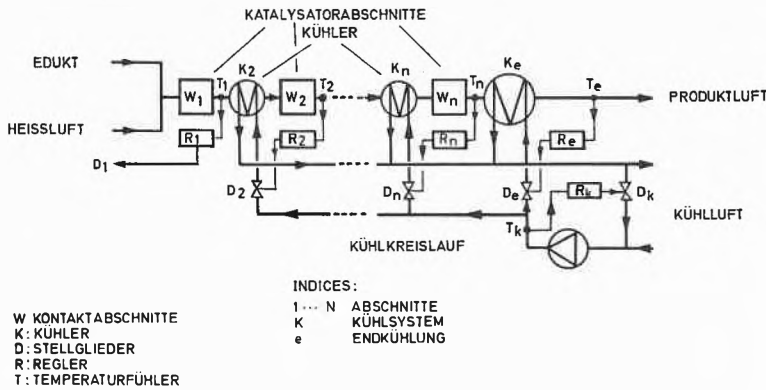 KATALYSATORABSCHNITTE
KÜHLER
EDUKT
HEISSLUFT
W1 T1 K2 W2 T2 Kn Wn Tn Ke Te
PRODUKTLUFT
R1 R2 Rn Re
D1
D2 Dn De Rk Dk
KÜHLLUFT
Tk
KÜHLKREISLAUF
INDICES:
1 ··· N ABSCHNITTE
K KÜHLSYSTEM
e ENDKÜHLUNG
W KONTAKTABSCHNITTE
K: KÜHLER
D: STELLGLIEDER
R: REGLER
T: TEMPERATURFÜHLER